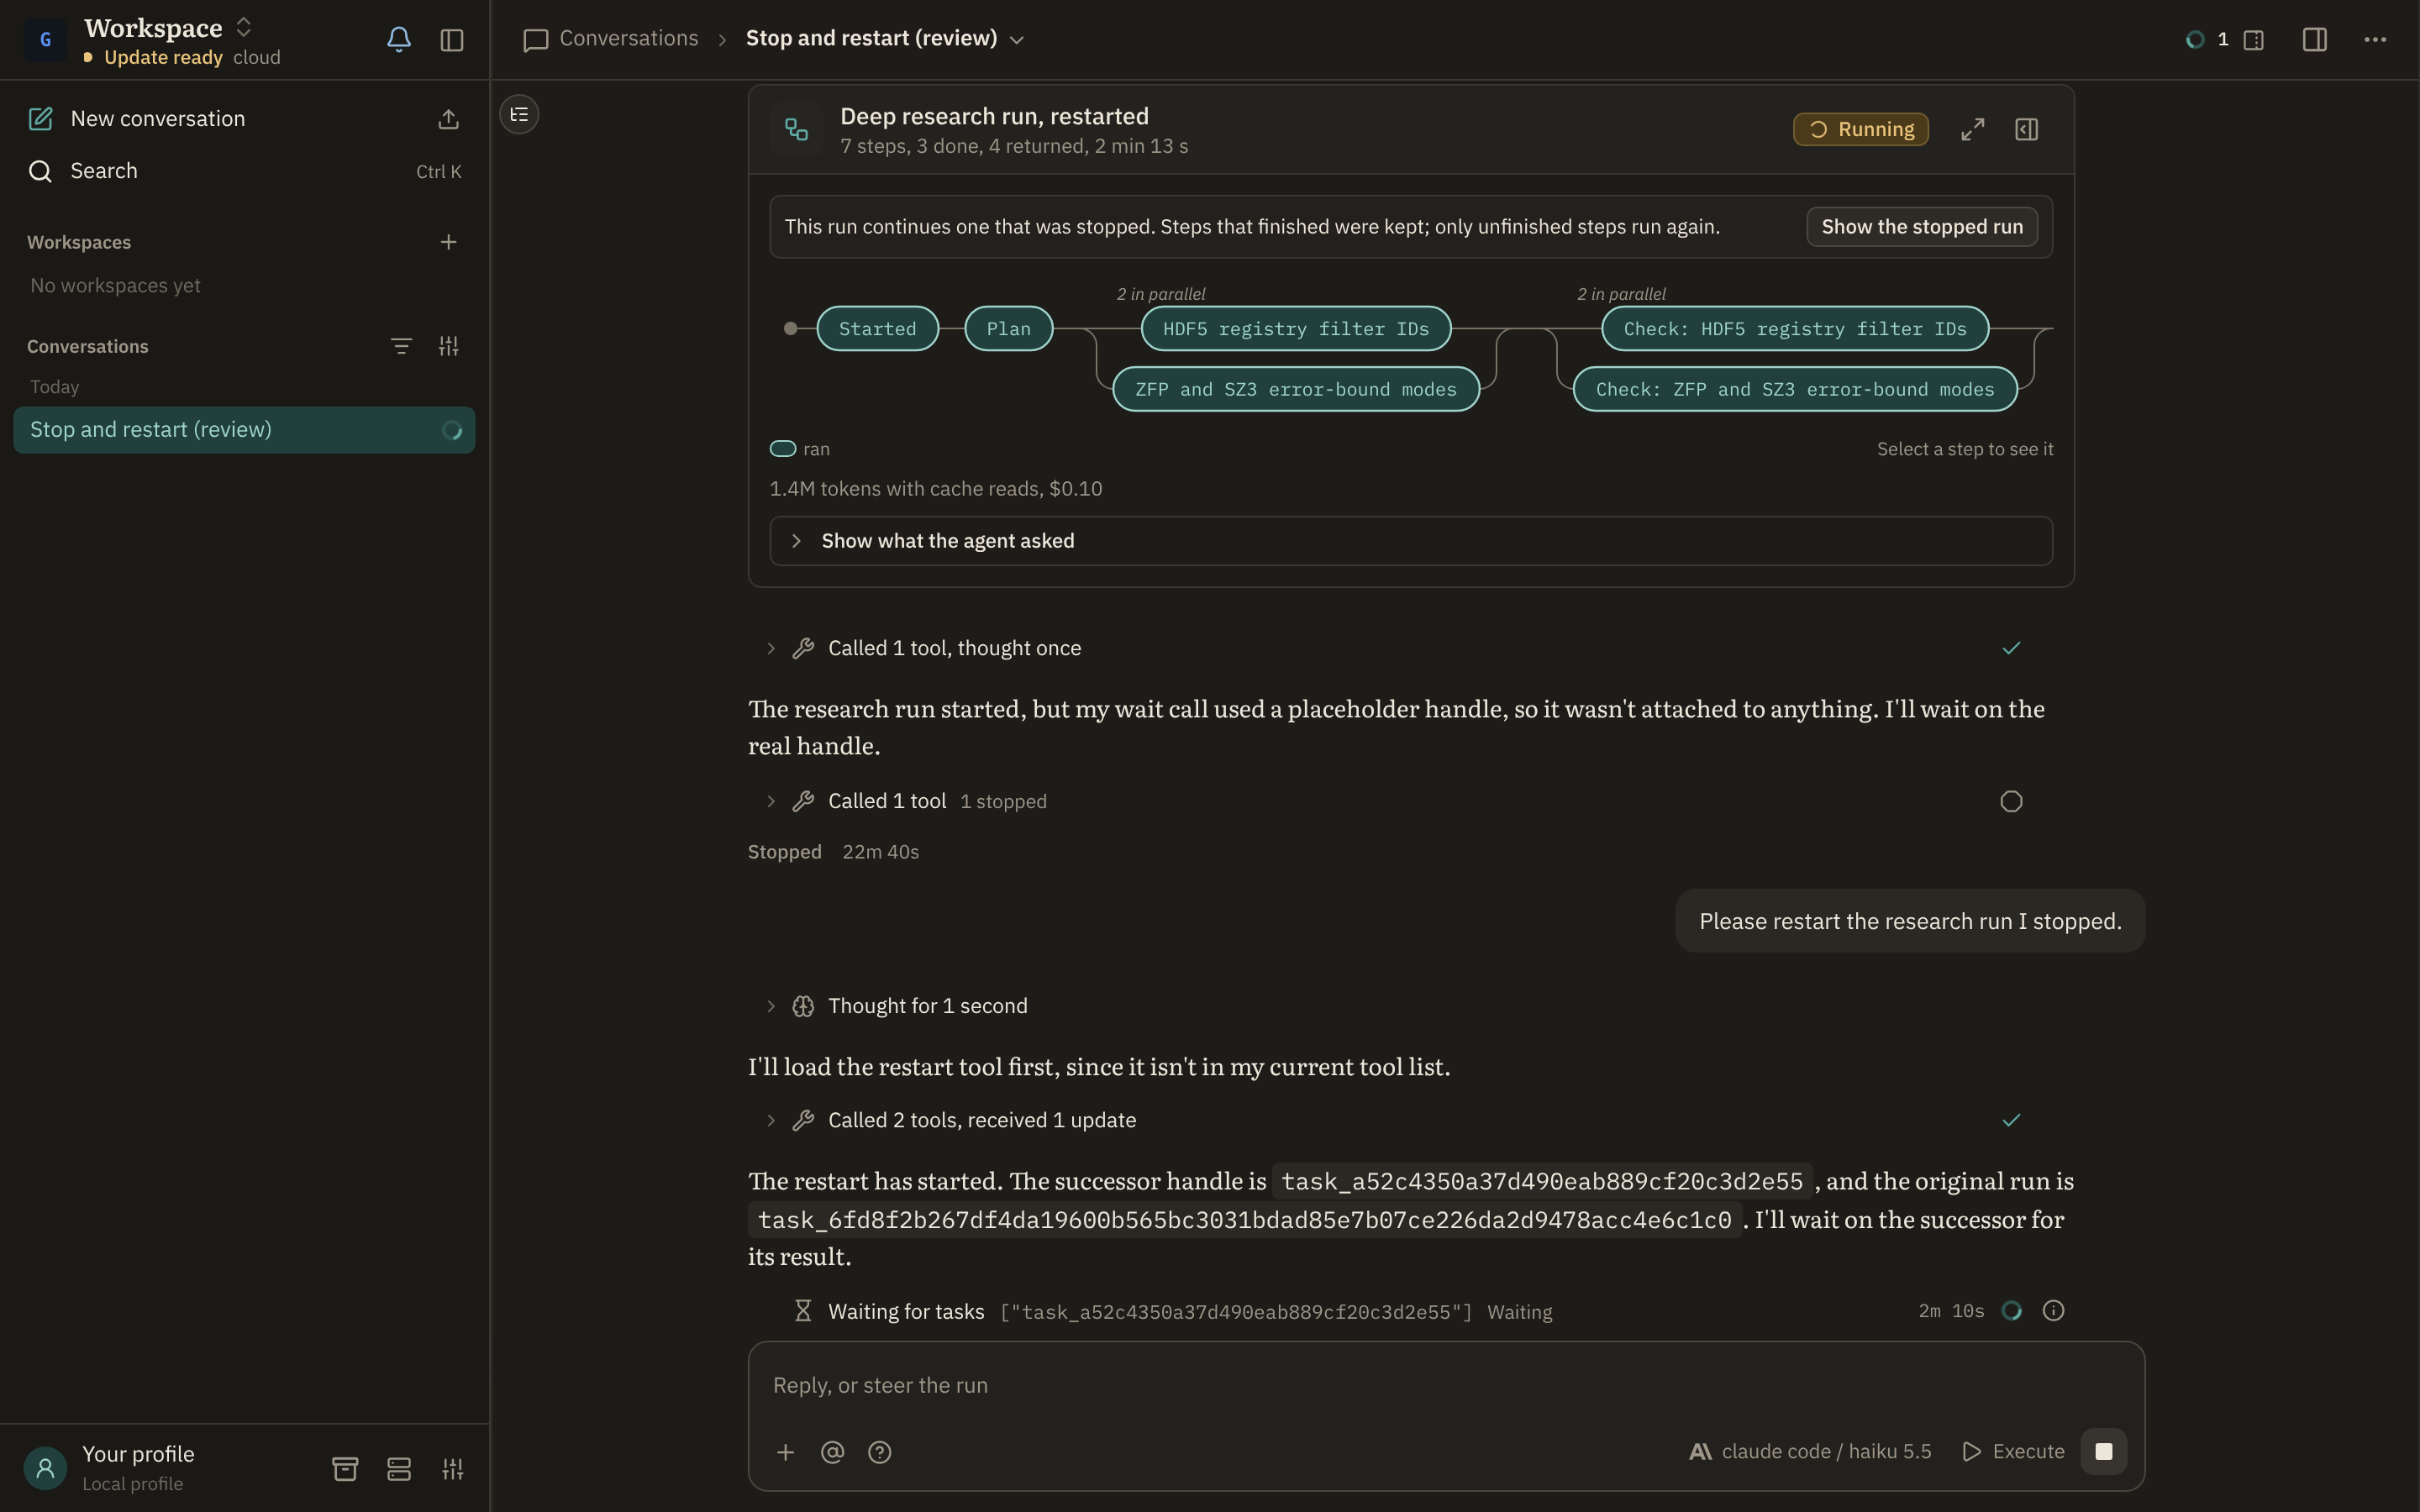 G
Workspace
Update ready cloud
New conversation
Search Ctrl K
Workspaces
No workspaces yet
Conversations
Today
Stop and restart (review)
Your profile
Local profile
Conversations Stop and restart (review)
1
Deep research run, restarted
7 steps, 3 done, 4 returned, 2 min 13 s
Running
This run continues one that was stopped. Steps that finished were kept; only unfinished steps run again.
Show the stopped run
2 in parallel 2 in parallel
Started Plan HDF5 registry filter IDs Check: HDF5 registry filter IDs
ZFP and SZ3 error-bound modes Check: ZFP and SZ3 error-bound modes
ran Select a step to see it
1.4M tokens with cache reads, $0.10
Show what the agent asked
Called 1 tool, thought once
The research run started, but my wait call used a placeholder handle, so it wasn't attached to anything. I'll wait on the
real handle.
Called 1 tool 1 stopped
Stopped 22m 40s
Please restart the research run I stopped.
Thought for 1 second
I'll load the restart tool first, since it isn't in my current tool list.
Called 2 tools, received 1 update
The restart has started. The successor handle is task_a52c4350a37d490eab889cf20c3d2e55, and the original run is
task_6fd8f2b267df4da19600b565bc3031bdad85e7b07ce226da2d9478acc4e6c1c0. I'll wait on the successor for
its result.
Waiting for tasks ["task_a52c4350a37d490eab889cf20c3d2e55"] Waiting 2m 10s
Reply, or steer the run
claude code / haiku 5.5 Execute